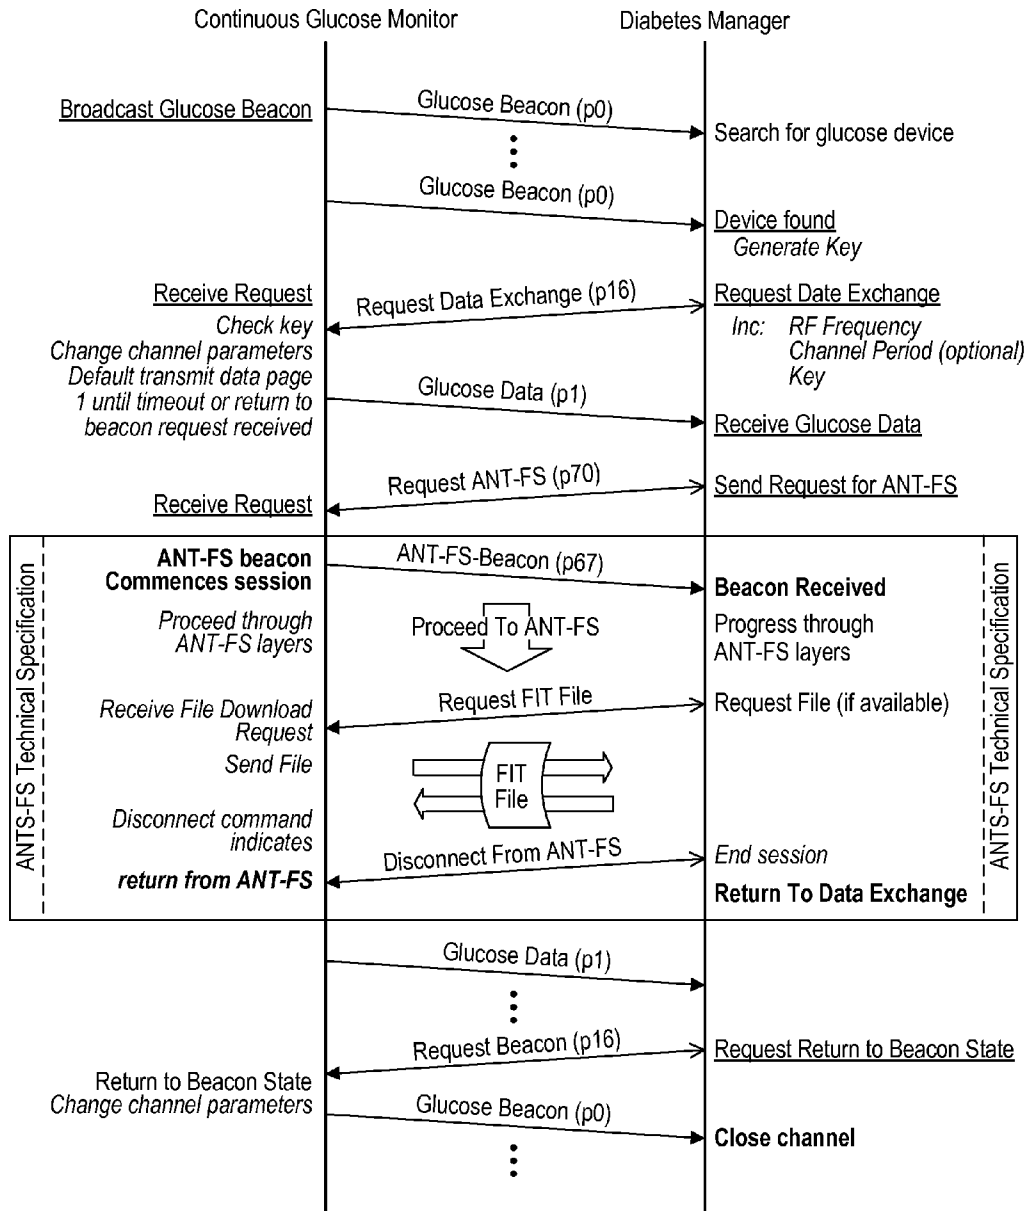 Continuous Glucose Monitor
Diabetes Manager
Broadcast Glucose Beacon
Glucose Beacon (p0)
Search for glucose device
Glucose Beacon (p0)
Device found
Generate Key
Receive Request
Request Data Exchange (p16)
Request Date Exchange
Check key
Change channel parameters
Default transmit data page
1 until timeout or return to
beacon request received
Inc: RF Frequency
Channel Period (optional)
Key
Glucose Data (p1)
Receive Glucose Data
Request ANT-FS (p70)
Send Request for ANT-FS
Receive Request
ANTS-FS Technical Specification
ANT-FS beacon
Commences session
ANT-FS-Beacon (p67)
Beacon Received
Proceed through
ANT-FS layers
Proceed To ANT-FS
Progress through
ANT-FS layers
Request FIT File
Request File (if available)
Receive File Download
Request
Send File
FIT
File
Disconnect command
indicates
Disconnect From ANT-FS
End session
return from ANT-FS
Return To Data Exchange
ANTS-FS Technical Specification
Glucose Data (p1)
Request Beacon (p16)
Request Return to Beacon State
Return to Beacon State
Change channel parameters
Glucose Beacon (p0)
Close channel